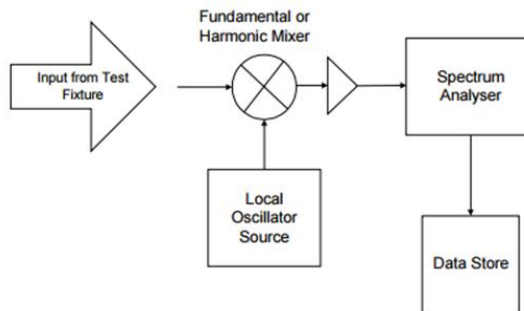 Fundamental or
Harmonic Mixer
Input from Test
Fixture
Spectrum
Analyser
Local
Oscillator
Source
Data Store